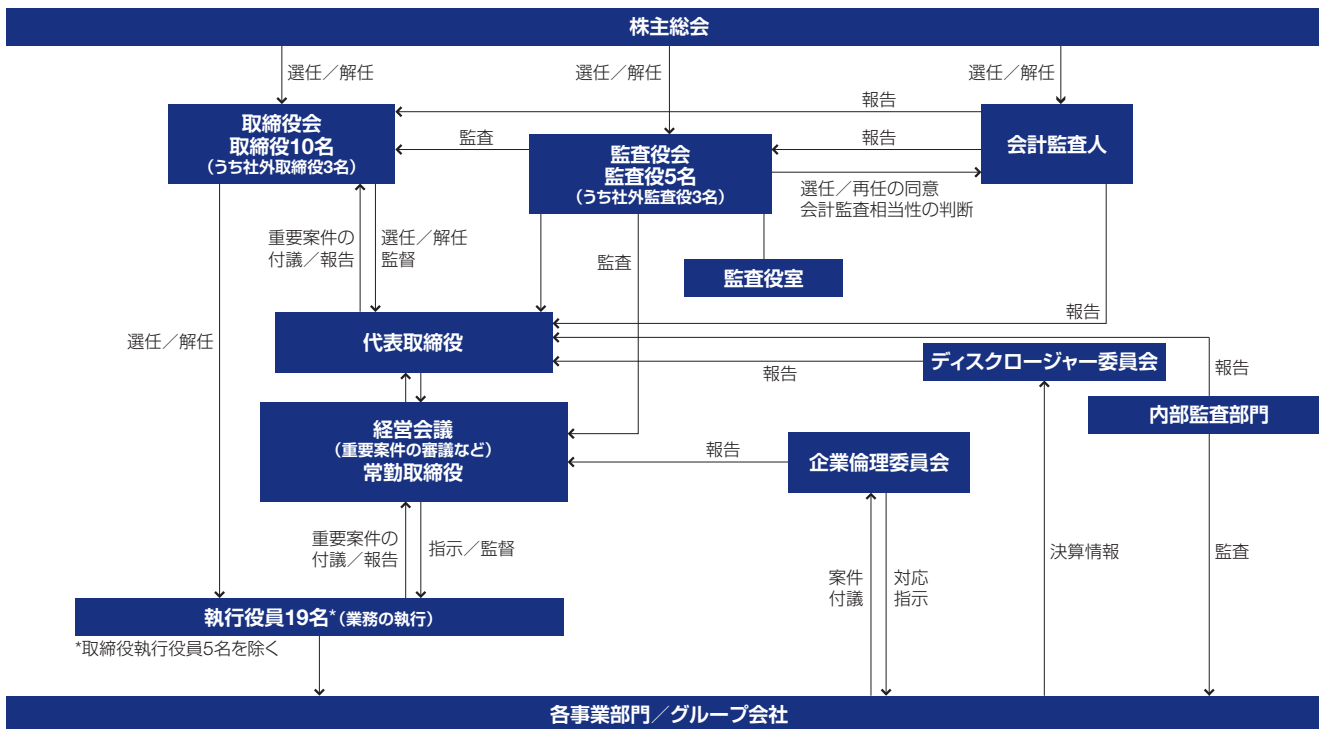 株主総会
選任／解任
選任／解任
選任／解任
取締役会
取締役10名
（うち社外取締役3名）
監査
監査役会
監査役5名
（うち社外監査役3名）
報告
報告
会計監査人
選任／再任の同意
会計監査相当性の判断
重要案件の
付議／報告
選任／解任
監督
監査
監査役室
選任／解任
代表取締役
報告
報告
ディスクロージャー委員会
報告
内部監査部門
経営会議
（重要案件の審議など）
常勤取締役
報告
企業倫理委員会
重要案件の
付議／報告
指示／監督
案件
付議
対応
指示
決算情報
監査
執行役員19名*（業務の執行）
*取締役執行役員5名を除く
各事業部門／グループ会社